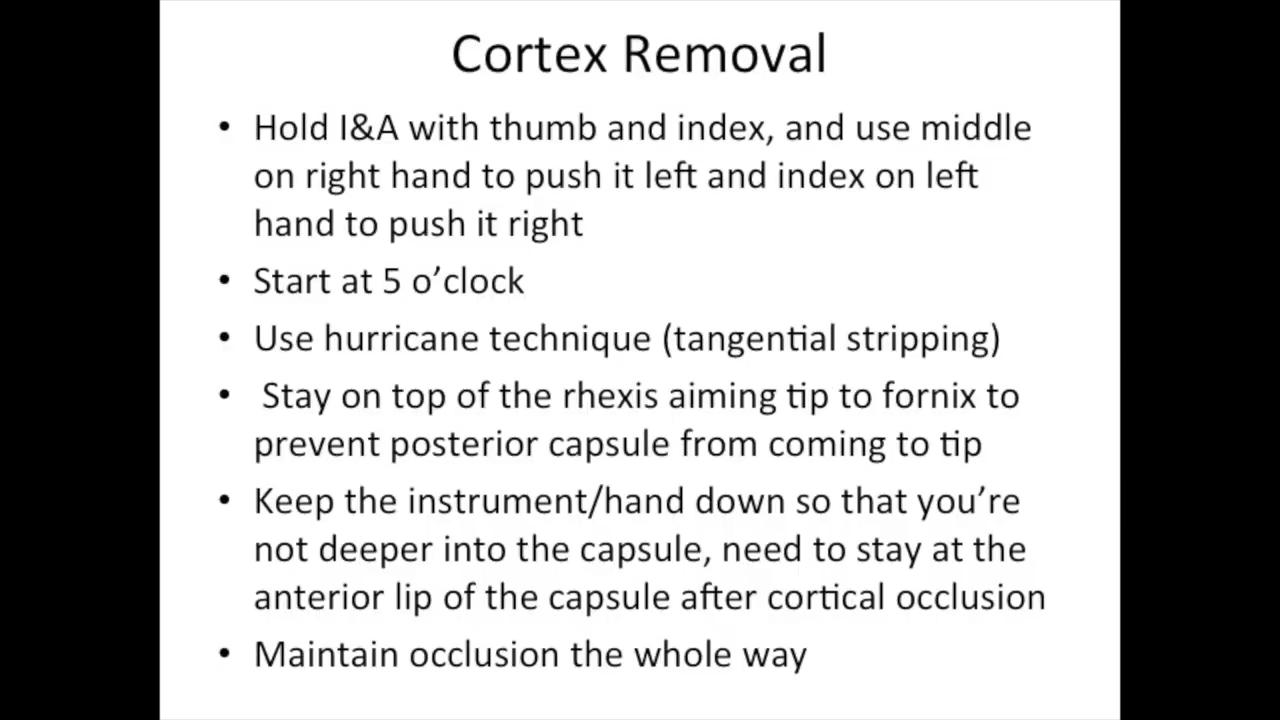 Cortex Removal
• Hold I&A with thumb and index, and use middle
on right hand to push it left and index on left
hand to push it right
• Start at 5 o’clock
• Use hurricane technique (tangential stripping)
• Stay on top of the rhexis aiming tip to fornix to
prevent posterior capsule from coming to tip
• Keep the instrument/hand down so that you’re
not deeper into the capsule, need to stay at the
anterior lip of the capsule after cortical occlusion
• Maintain occlusion the whole way